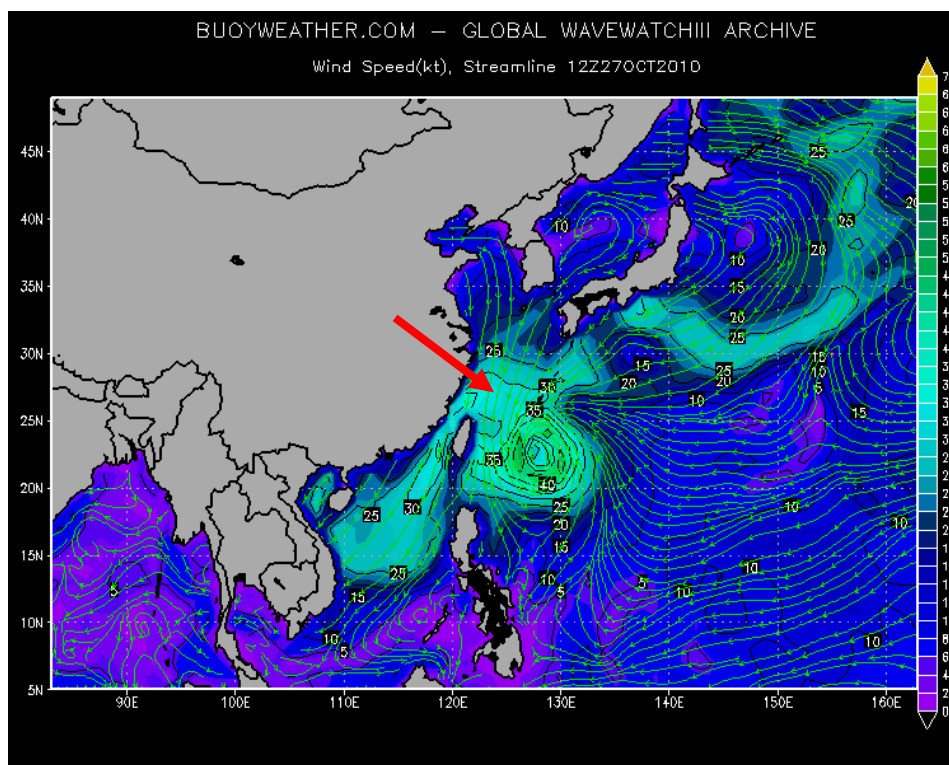 BUOYWEATHER.COM – GLOBAL WAVEWATCHIII ARCHIVE
Wind Speed(kt), Streamline 12Z27OCT2010
45N
40N
35N
30N
25N
20N
15N
10N
5N
90E 100E 110E 120E 130E 140E 150E 160E
25
20
10 25
10 20
15
20
25 25
15 15
30 20 25 10
20 5
35 10 15
35
40
25 30 25 10
20 10
15
25 10
15 10 5 5 10
5
10 10
5